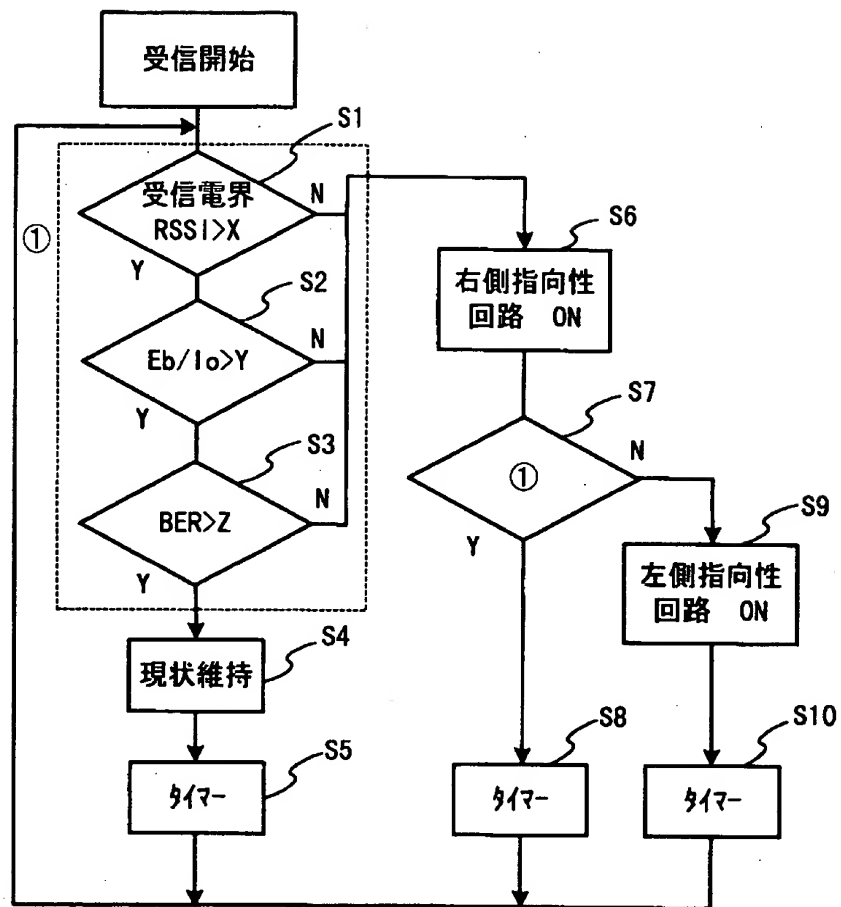 受信開始
S1
受信電界
RSSI>X
N
①
Y
S2
Eb/Io>Y
N
Y
S3
BER>Z
N
Y
S4
現状維持
S5
タイマー
S6
右側指向性
回路 ON
S7
①
N
Y
S9
左側指向性
回路 ON
S8
タイマー
S10
タイマー